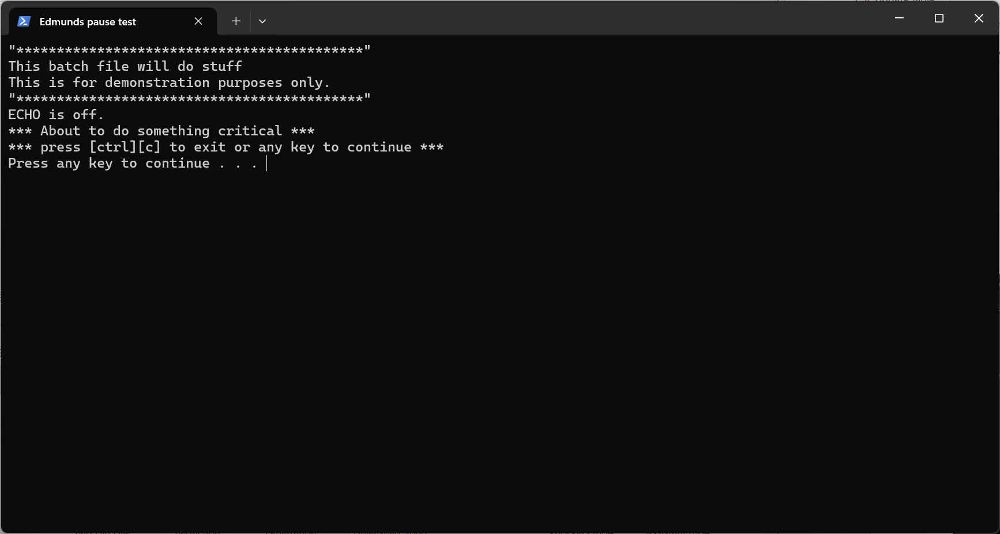 Edmunds pause test
"*******************************************"
This batch file will do stuff
This is for demonstration purposes only.
"*******************************************"
ECHO is off.
*** About to do something critical ***
*** press [ctrl][c] to exit or any key to continue ***
Press any key to continue . . .